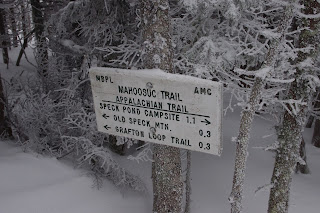 MBPL AMC
MAHOOSUC TRAIL
APPALACHIAN TRAIL
SPECK POND CAMPSITE 1.1 →
← OLD SPECK MTN. 0.3
← GRAFTON LOOP TRAIL 0.3